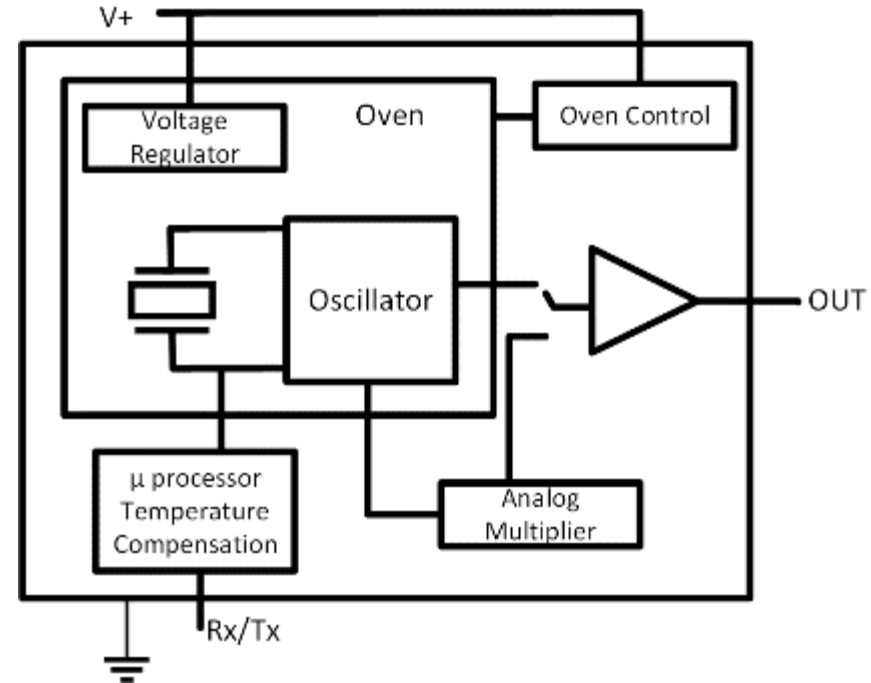 V+
Voltage
Regulator
Oven
Oven Control
Oscillator
OUT
μ processor
Temperature
Compensation
Analog
Multiplier
Rx/Tx